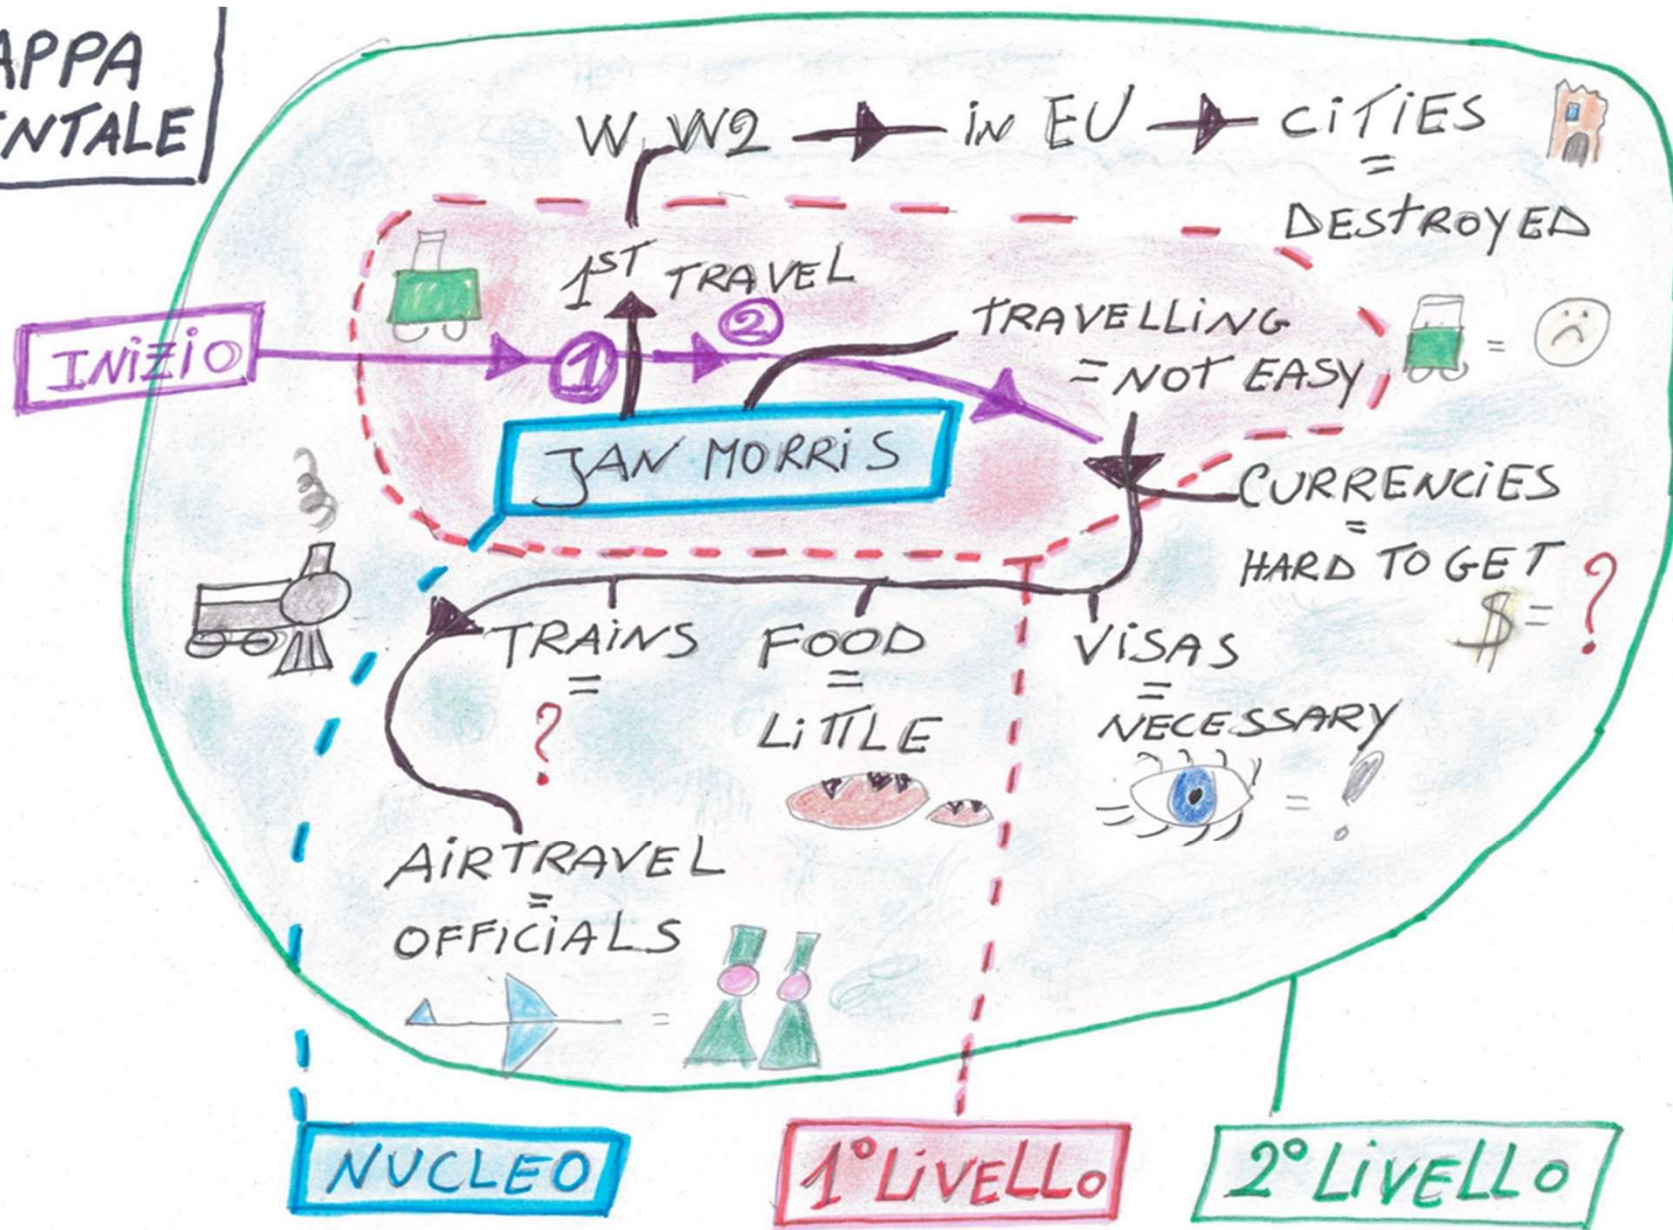 APPA
NTALE
W.W2 in EU CITIES
=
DESTROYED
1ST TRAVEL
2
TRAVELLING
= NOT EASY
=
INIZIO
1
JAN MORRIS
CURRENCIES
=
HARD TO GET
$ = ?
TRAINS
=
?
FOOD
=
LITTLE
VISAS
=
NECESSARY
= !
AIRTRAVEL
=
OFFICIALS
=
NUCLEO
1° LIVELLO
2° LIVELLO